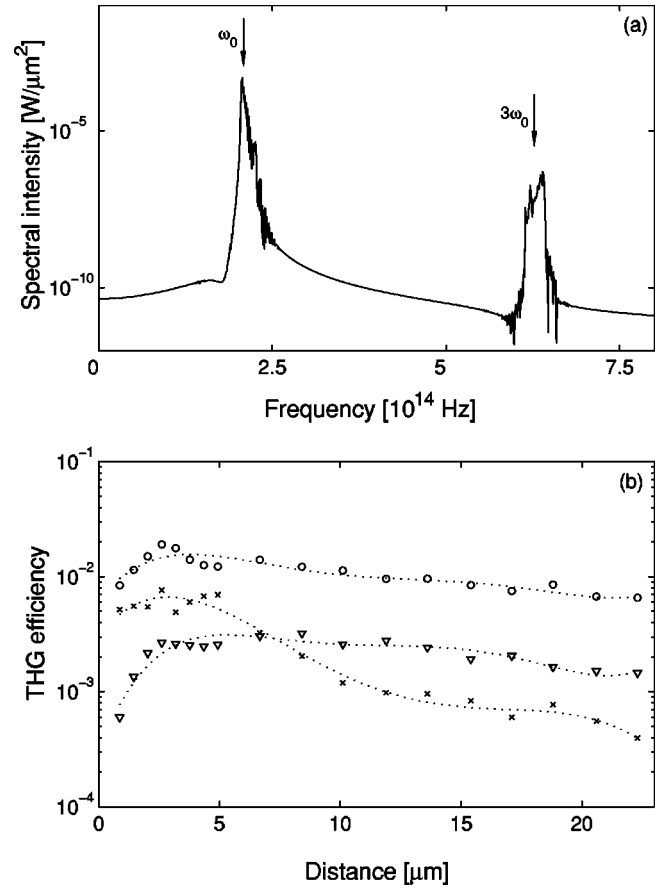 (a)
ω₀
3ω₀
Spectral intensity [W/μm²]
10⁻⁵
10⁻¹⁰
0 2.5 5.0 7.5
Frequency [10¹⁴ Hz]
(b)
THG efficiency
10⁻¹
10⁻²
10⁻³
10⁻⁴
0 5 10 15 20
Distance [μm]